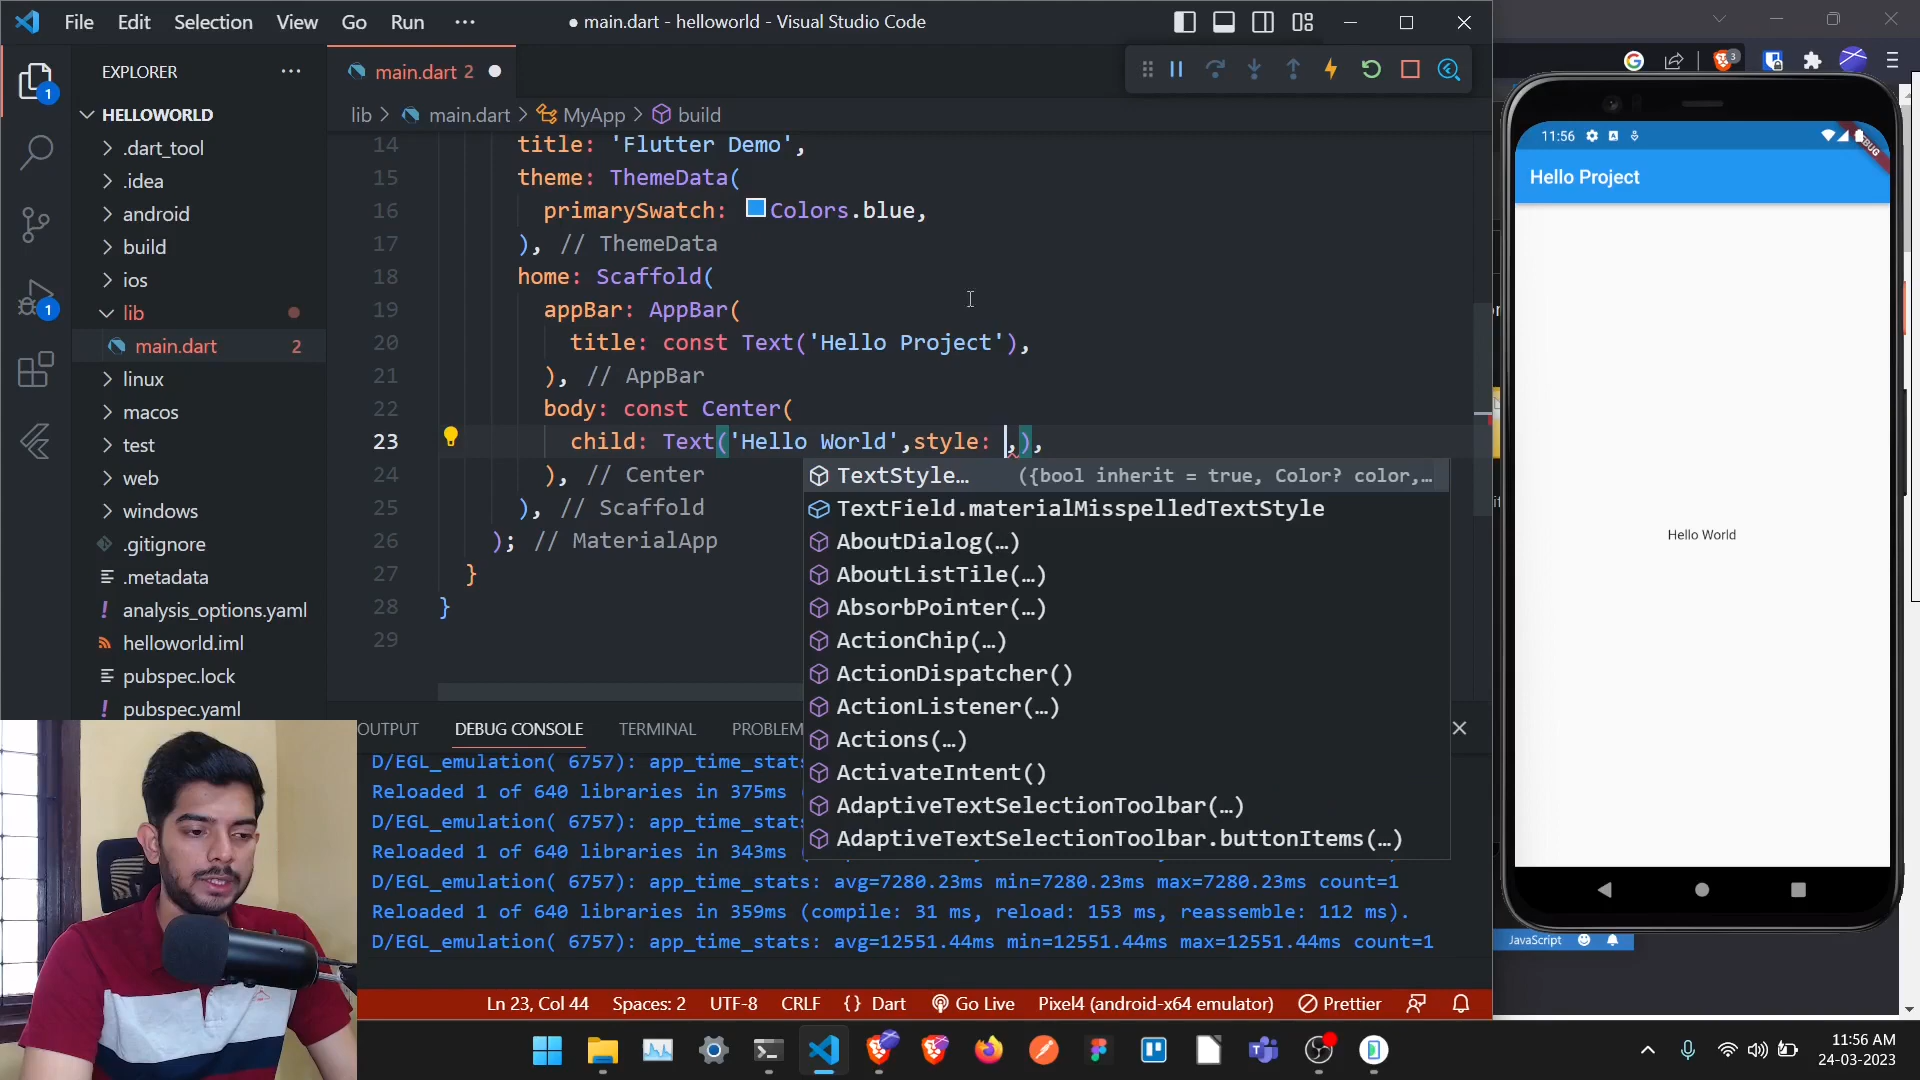 File Edit Selection View Go Run ··· ● main.dart - helloworld - Visual Studio Code
EXPLORER ···
main.dart 2 ●
lib > main.dart > MyApp > build
HELLOWORLD
.dart_tool
.idea
android
build
ios
lib
main.dart 2
linux
macos
test
web
windows
.gitignore
.metadata
analysis_options.yaml
helloworld.iml
pubspec.lock
pubspec.yaml
1
1
14 title: 'Flutter Demo',
15 theme: ThemeData(
16 primarySwatch: Colors.blue,
17 ), // ThemeData
18 home: Scaffold(
19 appBar: AppBar(
20 title: const Text('Hello Project'),
21 ), // AppBar
22 body: const Center(
23 child: Text('Hello World',style: ,),
24 ), // Center
25 ), // Scaffold
26 ); // MaterialApp
27 }
28 }
29
TextStyle… ({bool inherit = true, Color? color,…
TextField.materialMisspelledTextStyle
AboutDialog(…)
AboutListTile(…)
AbsorbPointer(…)
ActionChip(…)
ActionDispatcher()
ActionListener(…)
Actions(…)
ActivateIntent()
AdaptiveTextSelectionToolbar(…)
AdaptiveTextSelectionToolbar.buttonItems(…)
OUTPUT DEBUG CONSOLE TERMINAL PROBLEM
D/EGL_emulation( 6757): app_time_stats
Reloaded 1 of 640 libraries in 375ms
D/EGL_emulation( 6757): app_time_stats
Reloaded 1 of 640 libraries in 343ms
D/EGL_emulation( 6757): app_time_stats: avg=7280.23ms min=7280.23ms max=7280.23ms count=1
Reloaded 1 of 640 libraries in 359ms (compile: 31 ms, reload: 153 ms, reassemble: 112 ms).
D/EGL_emulation( 6757): app_time_stats: avg=12551.44ms min=12551.44ms max=12551.44ms count=1
Ln 23, Col 44 Spaces: 2 UTF-8 CRLF {} Dart Go Live Pixel4 (android-x64 emulator) Prettier
3
11:56
DEBUG
Hello Project
Hello World
JavaScript
11:56 AM
24-03-2023